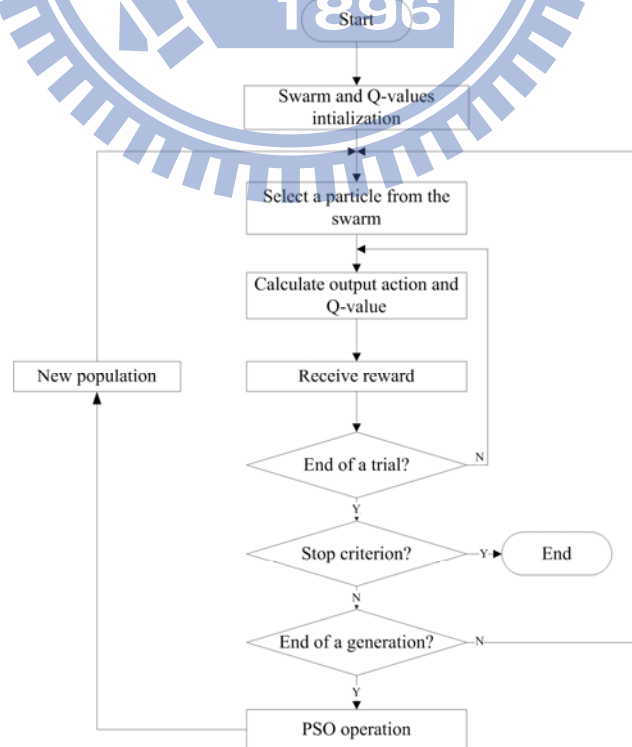 1896
Start
Swarm and Q-values
intialization
Select a particle from the
swarm
Calculate output action and
Q-value
New population
Receive reward
End of a trial?
N
Y
Stop criterion?
Y
End
N
End of a generation?
N
Y
PSO operation